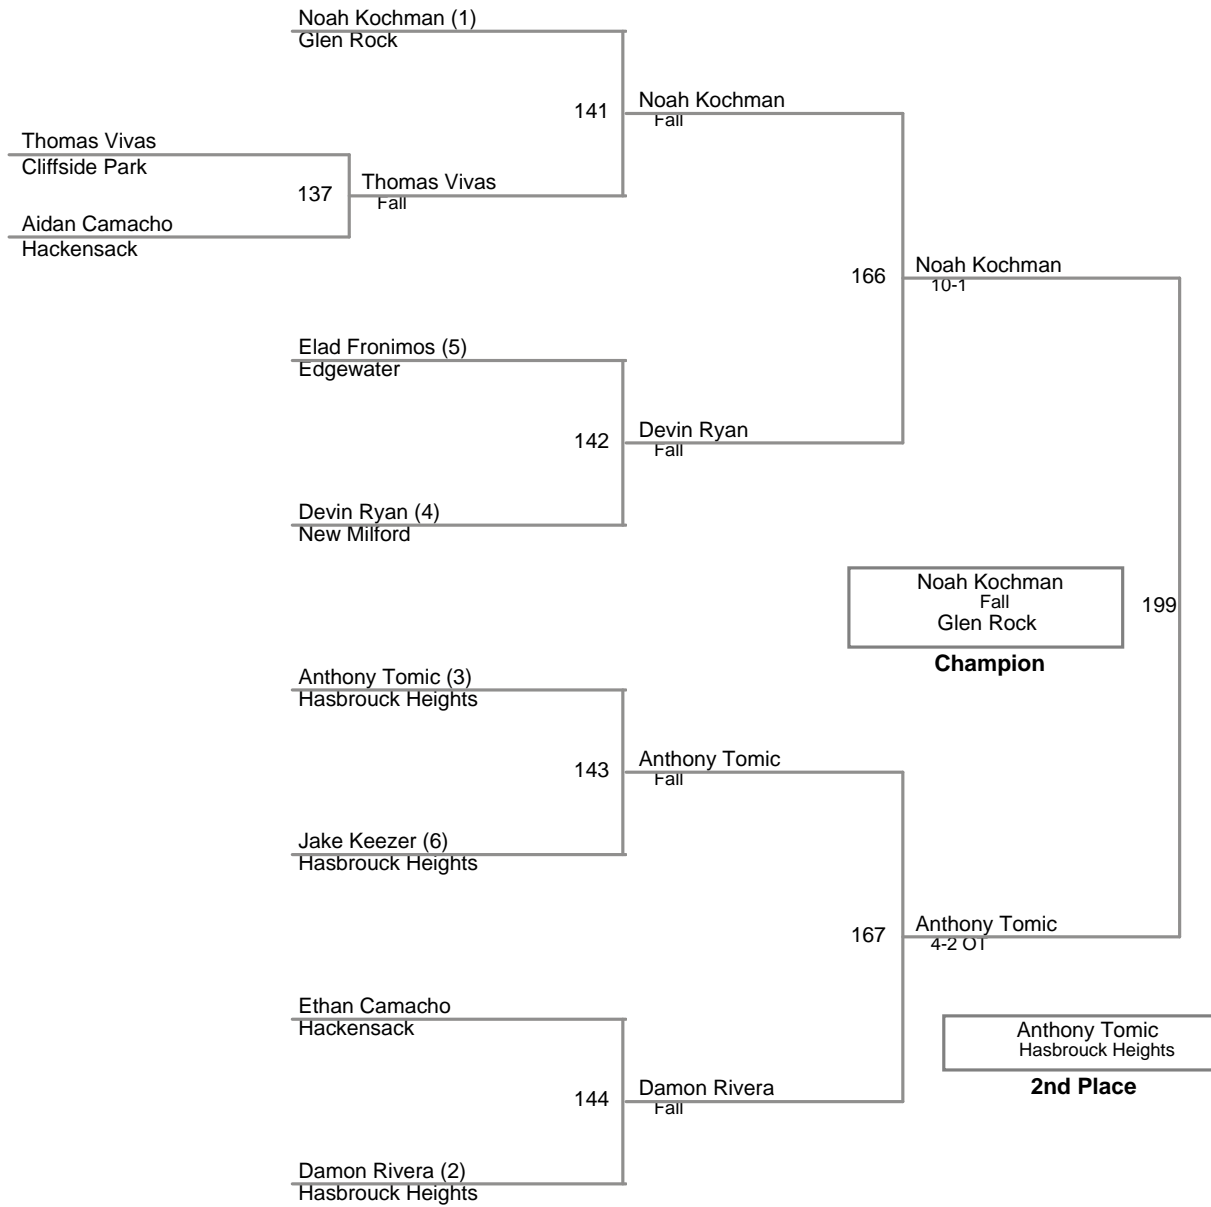 Noah Kochman (1)
Glen Rock
141
Noah Kochman
Fall
Thomas Vivas
Cliffside Park
137
Thomas Vivas
Fall
Aidan Camacho
Hackensack
166
Noah Kochman
10-1
Elad Fronimos (5)
Edgewater
142
Devin Ryan
Fall
Devin Ryan (4)
New Milford
Noah Kochman
Fall
Glen Rock
199
Champion
Anthony Tomic (3)
Hasbrouck Heights
143
Anthony Tomic
Fall
Jake Keezer (6)
Hasbrouck Heights
167
Anthony Tomic
4-2 OT
Ethan Camacho
Hackensack
Anthony Tomic
Hasbrouck Heights
2nd Place
144
Damon Rivera
Fall
Damon Rivera (2)
Hasbrouck Heights